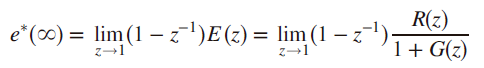 e*(∞) = lim_{z→1} (1 − z⁻¹)E(z) = lim_{z→1} (1 − z⁻¹) R(z) / (1 + G(z))